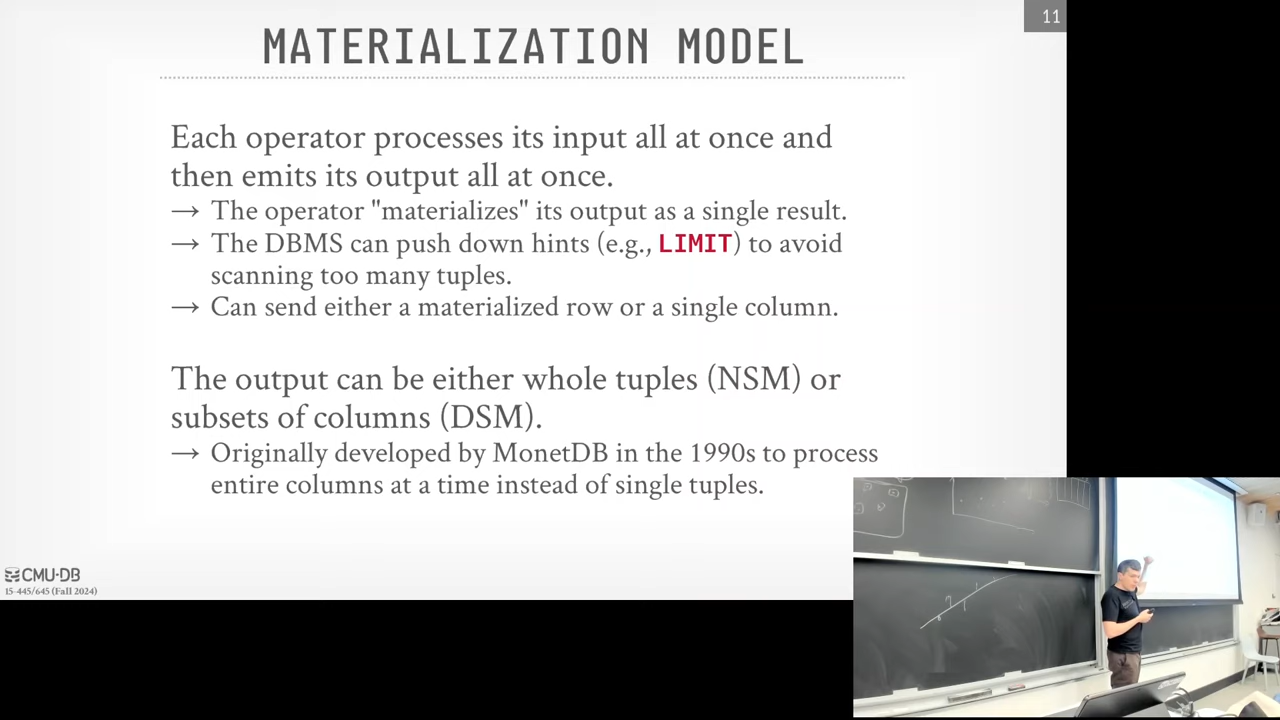 11
MATERIALIZATION MODEL
Each operator processes its input all at once and
then emits its output all at once.
→ The operator "materializes" its output as a single result.
→ The DBMS can push down hints (e.g., LIMIT) to avoid
scanning too many tuples.
→ Can send either a materialized row or a single column.
The output can be either whole tuples (NSM) or
subsets of columns (DSM).
→ Originally developed by MonetDB in the 1990s to process
entire columns at a time instead of single tuples.
CMU·DB
15-445/645 (Fall 2024)